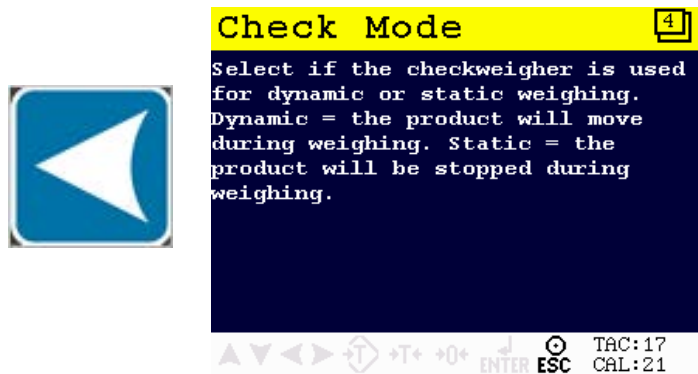 Check Mode
4
Select if the checkweigher is used
for dynamic or static weighing.
Dynamic = the product will move
during weighing. Static = the
product will be stopped during
weighing.
T →T← →0← ENTER ESC
TAC:17
CAL:21